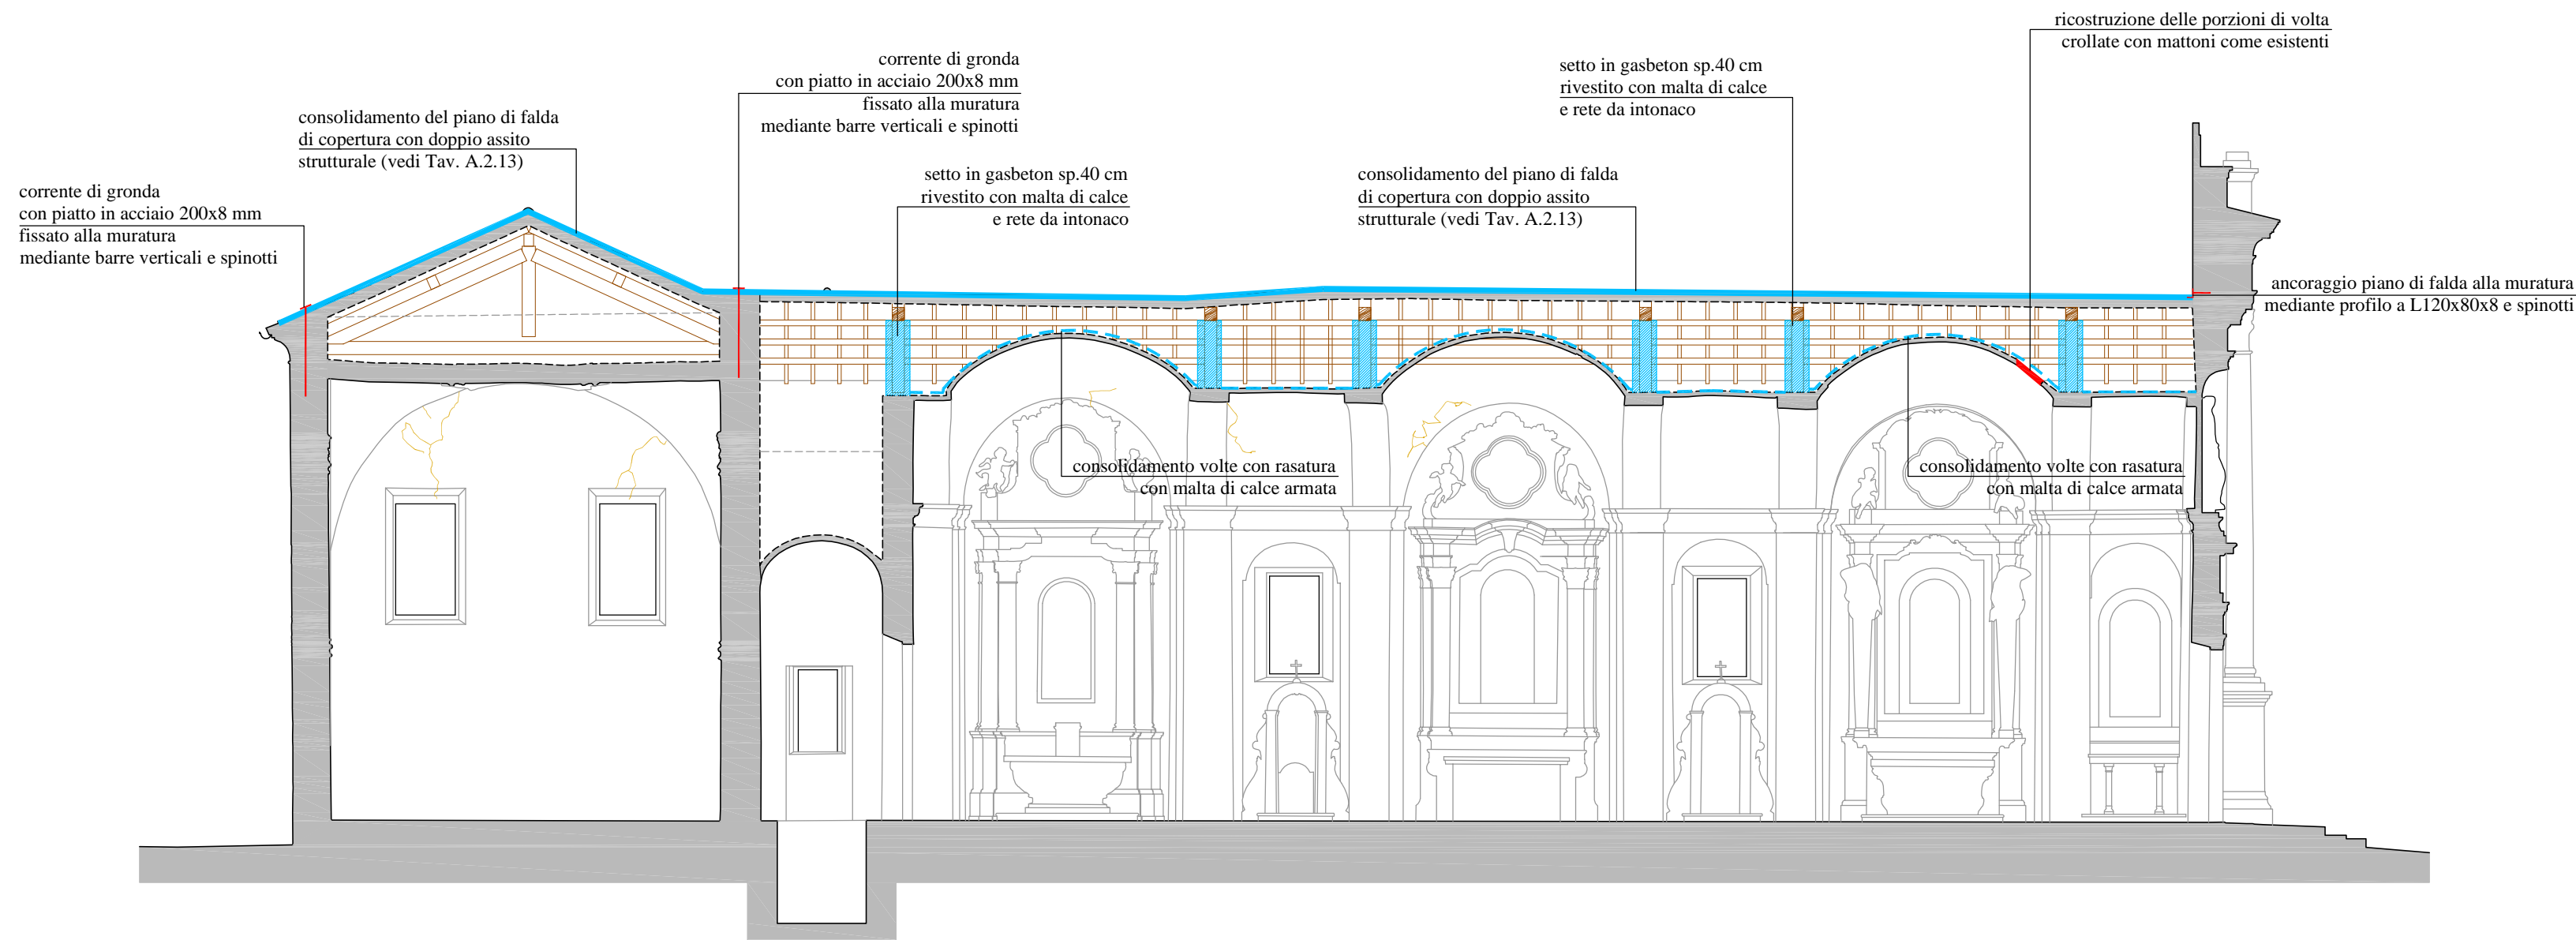 ricostruzione delle porzioni di volta
crollate con mattoni come esistenti
corrente di gronda
con piatto in acciaio 200x8 mm
fissato alla muratura
mediante barre verticali e spinotti
setto in gasbeton sp.40 cm
rivestito con malta di calce
e rete da intonaco
consolidamento del piano di falda
di copertura con doppio assito
strutturale (vedi Tav. A.2.13)
setto in gasbeton sp.40 cm
rivestito con malta di calce
e rete da intonaco
consolidamento del piano di falda
di copertura con doppio assito
strutturale (vedi Tav. A.2.13)
corrente di gronda
con piatto in acciaio 200x8 mm
fissato alla muratura
mediante barre verticali e spinotti
ancoraggio piano di falda alla muratura
mediante profilo a L120x80x8 e spinotti
consolidamento volte con rasatura
con malta di calce armata
consolidamento volte con rasatura
con malta di calce armata